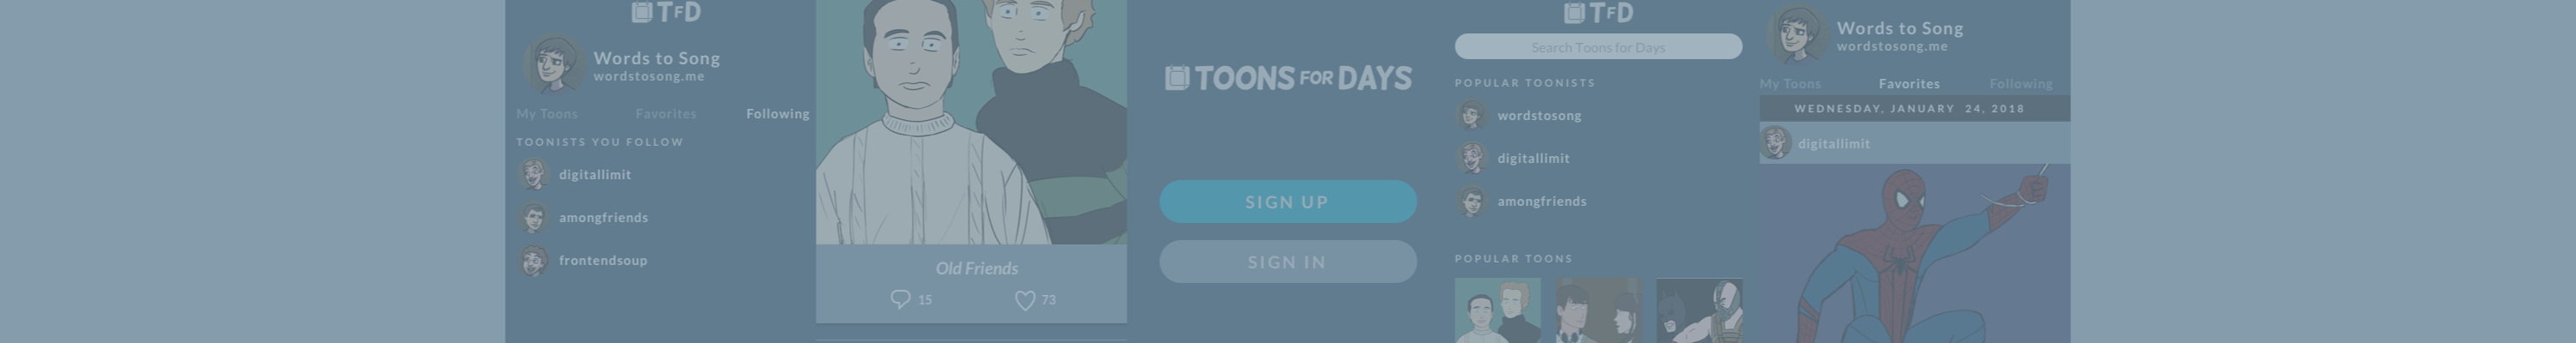 TFD
Words to Song
wordstosong.me
My Toons Favorites Following
TOONISTS YOU FOLLOW
digitallimit
amongfriends
frontendsoup
Old Friends
15 73
TOONS FOR DAYS
SIGN UP
SIGN IN
TFD
Search Toons for Days
POPULAR TOONISTS
wordstosong
digitallimit
amongfriends
POPULAR TOONS
Words to Song
wordstosong.me
My Toons Favorites Following
WEDNESDAY, JANUARY 24, 2018
digitallimit